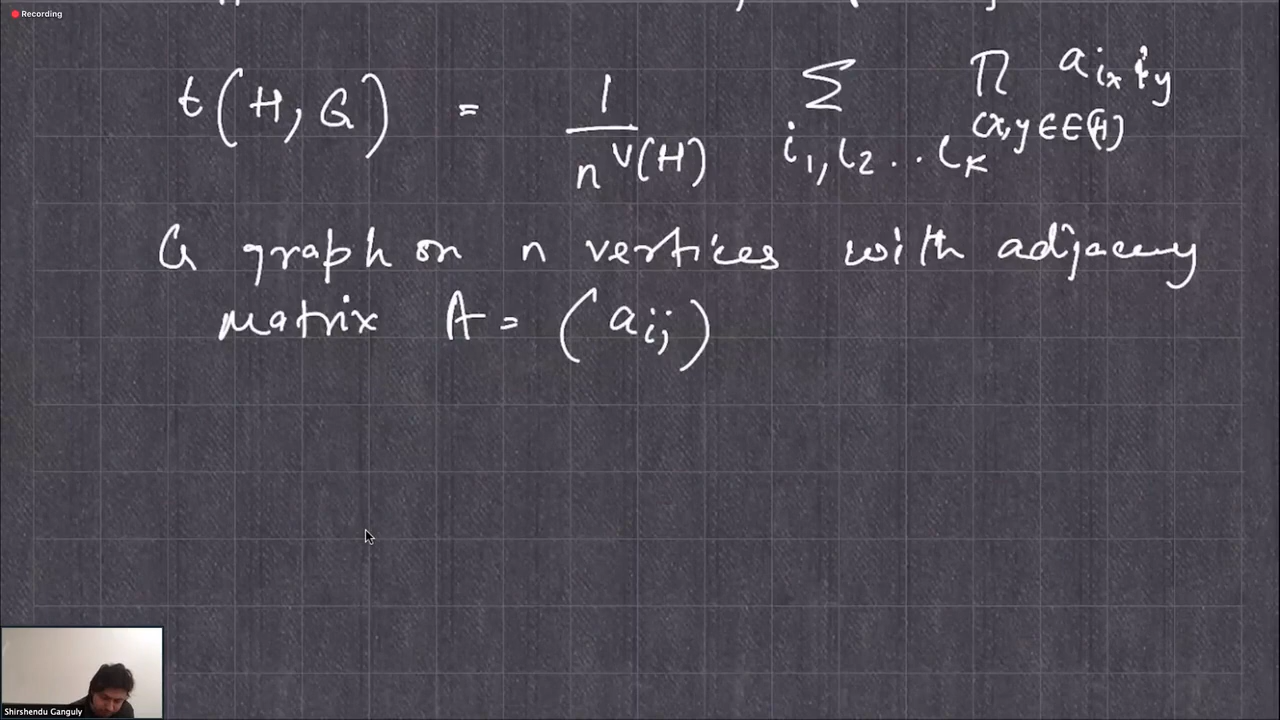 Recording
t(H, G) = 1 / n^{v(H)} Σ_{i_1, i_2 .. i_k} Π_{(x,y ∈ E(H)} a_{i_x i_y}
G graph on n vertices with adjacency
matrix A = (a_{ij})
Shirshendu Ganguly